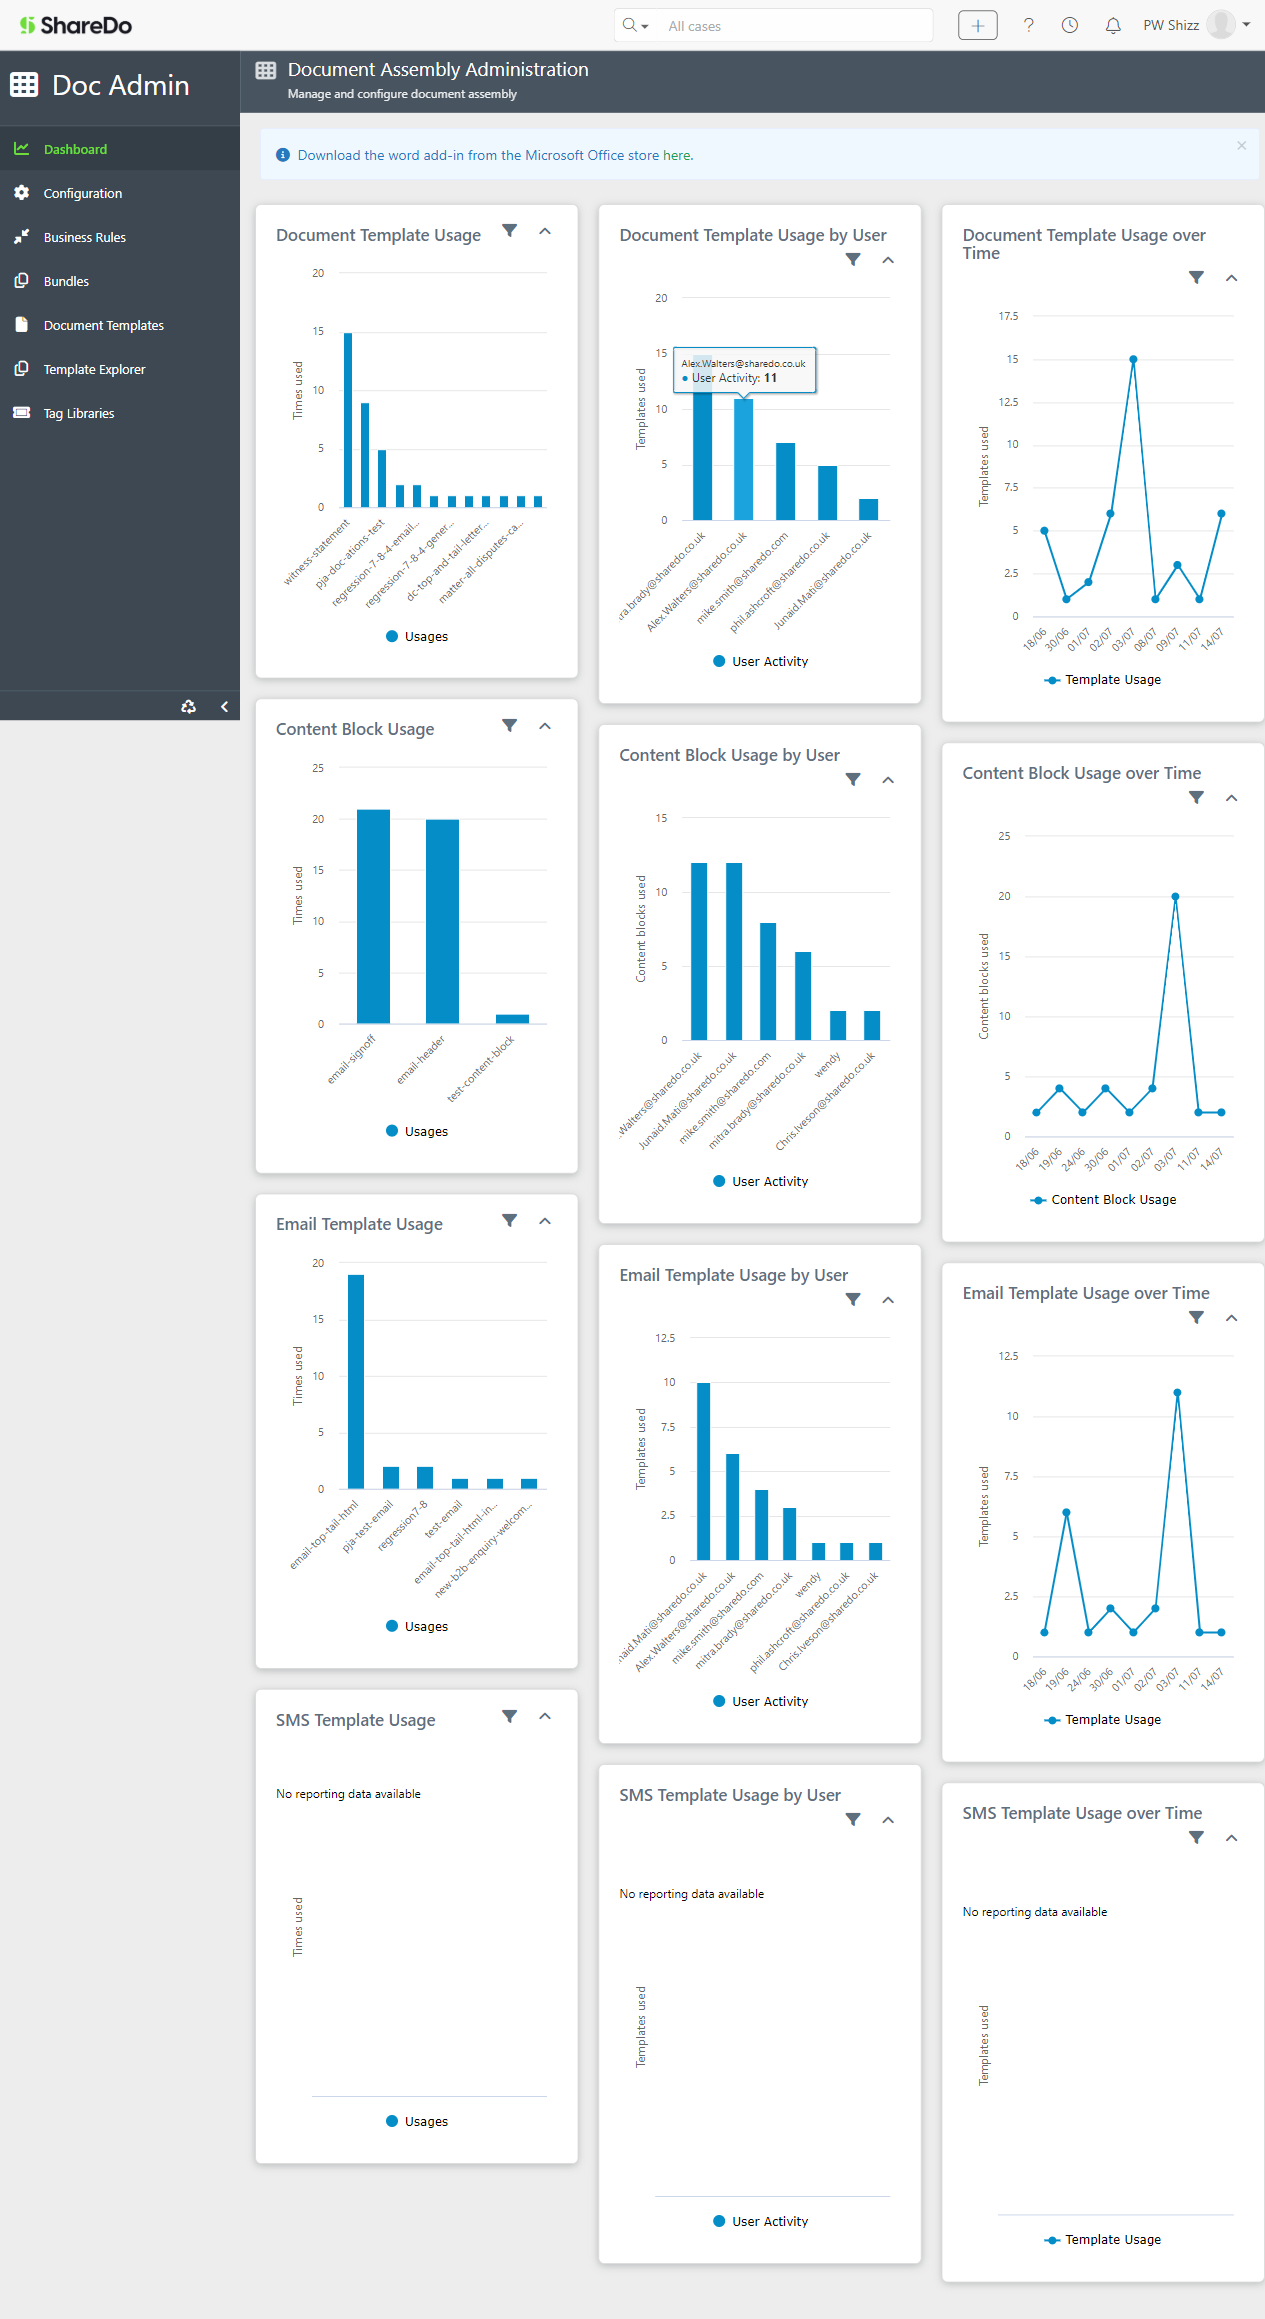 ShareDo
All cases
?
PW Shizz
Doc Admin
Dashboard
Configuration
Business Rules
Bundles
Document Templates
Template Explorer
Tag Libraries
Document Assembly Administration
Manage and configure document assembly
Download the word add-in from the Microsoft Office store here.
Document Template Usage
20
15
10
5
0
Times used
witness-statement
pja-doc-ations-test
regression-7-8-4-email...
regression-7-8-4-gener...
dc-top-and-tail-letter...
matter-all-disputes-ca...
Usages
Document Template Usage by User
20
15
10
5
0
Templates used
Alex.Walters@sharedo.co.uk
User Activity: 11
ra.brady@sharedo.co.uk
Alex.Walters@sharedo.co.uk
mike.smith@sharedo.com
phil.ashcroft@sharedo.co.uk
Junaid.Mati@sharedo.co.uk
User Activity
Document Template Usage over
Time
17.5
15
12.5
10
7.5
5
2.5
0
Templates used
18/06
30/06
01/07
02/07
03/07
08/07
09/07
11/07
14/07
Template Usage
Content Block Usage
25
20
15
10
5
0
Times used
email-signoff
email-header
test-content-block
Usages
Content Block Usage by User
15
10
5
0
Content blocks used
.Walters@sharedo.co.uk
Junaid.Mati@sharedo.co.uk
mike.smith@sharedo.com
mitra.brady@sharedo.co.uk
wendy
Chris.Iveson@sharedo.co.uk
User Activity
Content Block Usage over Time
25
20
15
10
5
0
Content blocks used
18/06
19/06
24/06
30/06
01/07
02/07
03/07
11/07
14/07
Content Block Usage
Email Template Usage
20
15
10
5
0
Times used
email-top-tail-html
pja-test-email
regression7-8
test-email
email-top-tail-html-in...
new-b2b-enquiry-welcom...
Usages
Email Template Usage by User
12.5
10
7.5
5
2.5
0
Templates used
naid.Mati@sharedo.co.uk
Alex.Walters@sharedo.co.uk
mike.smith@sharedo.com
mitra.brady@sharedo.co.uk
wendy
phil.ashcroft@sharedo.co.uk
Chris.Iveson@sharedo.co.uk
User Activity
Email Template Usage over Time
12.5
10
7.5
5
2.5
0
Templates used
18/06
19/06
24/06
30/06
01/07
02/07
03/07
11/07
14/07
Template Usage
SMS Template Usage
No reporting data available
Times used
Usages
SMS Template Usage by User
No reporting data available
Templates used
User Activity
SMS Template Usage over Time
No reporting data available
Templates used
Template Usage